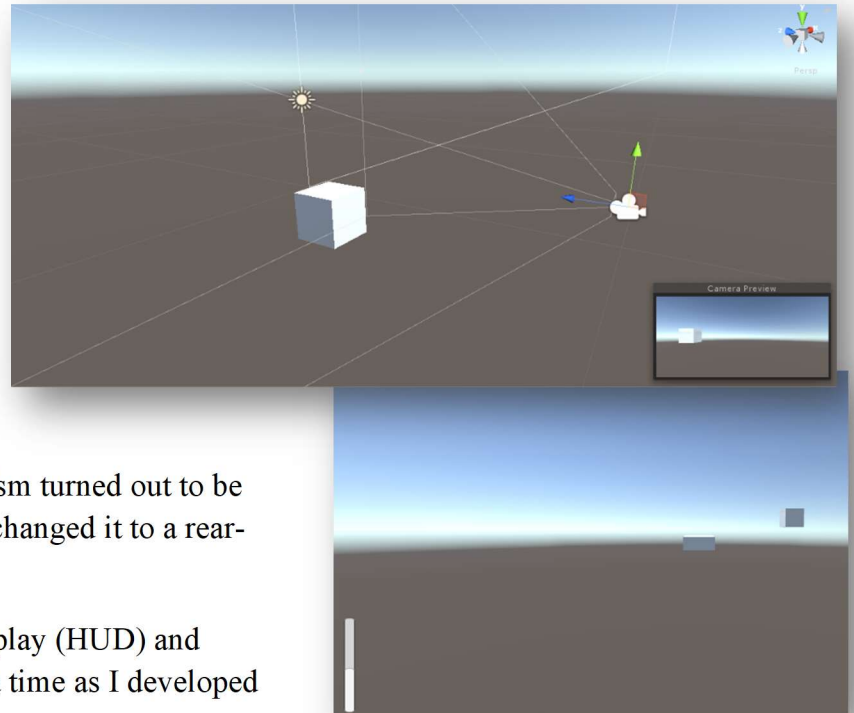 y
x
z
Persp
Camera Preview
sm turned out to be
changed it to a rear-
play (HUD) and
time as I developed